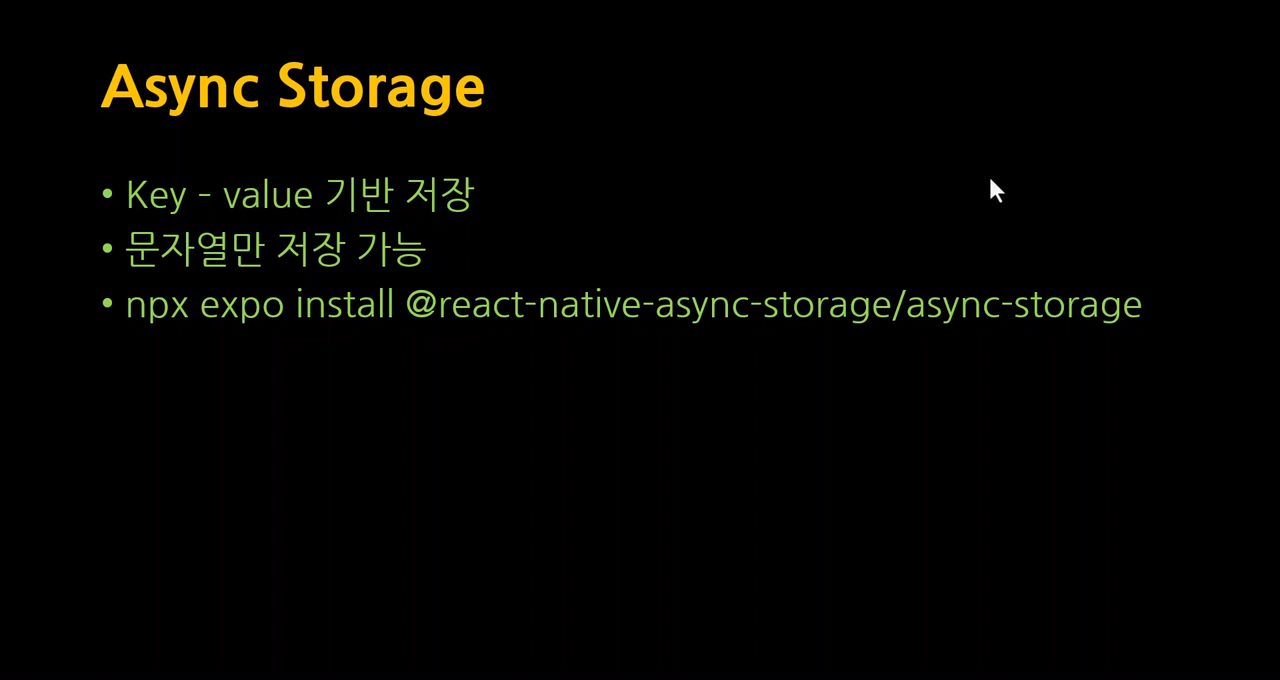 Async Storage
• Key – value 기반 저장
• 문자열만 저장 가능
• npx expo install @react-native-async-storage/async-storage